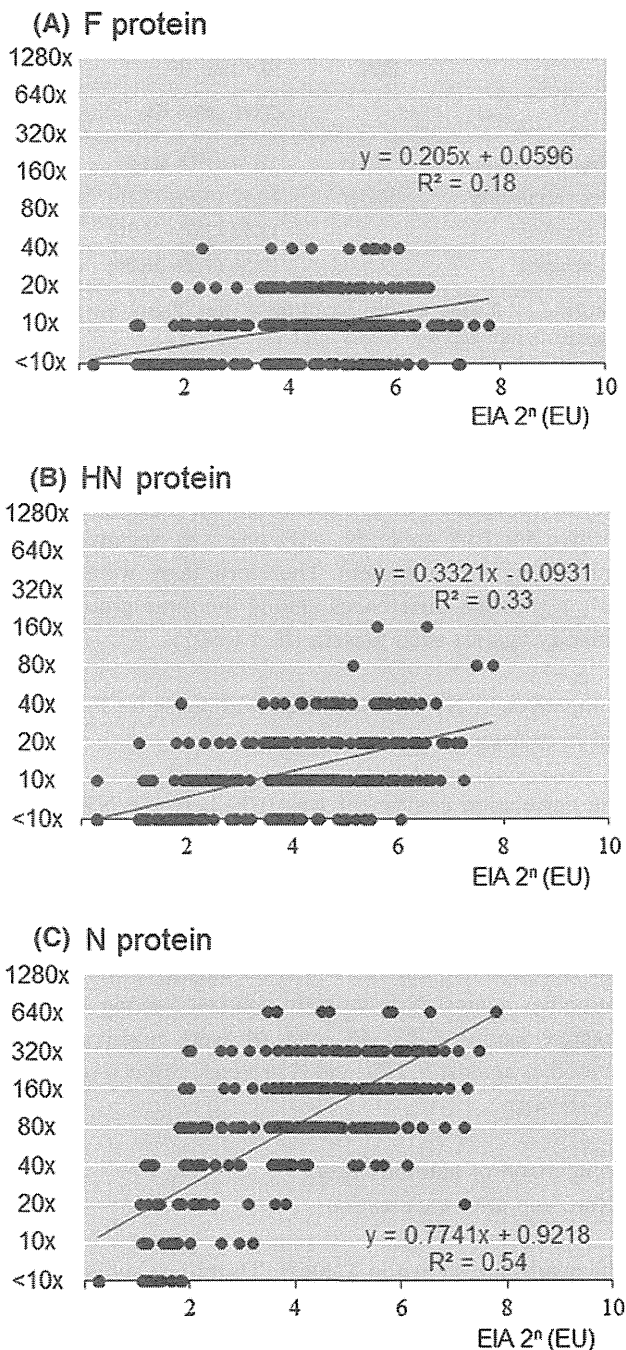 (A) F protein
1280x
640x
320x
160x
80x
40x
20x
10x
<10x
y = 0.205x + 0.0596
R² = 0.18
2 4 6 8 10
EIA 2ⁿ (EU)
(B) HN protein
1280x
640x
320x
160x
80x
40x
20x
10x
<10x
y = 0.3321x - 0.0931
R² = 0.33
2 4 6 8 10
EIA 2ⁿ (EU)
(C) N protein
1280x
640x
320x
160x
80x
40x
20x
10x
<10x
y = 0.7741x + 0.9218
R² = 0.54
2 4 6 8 10
EIA 2ⁿ (EU)